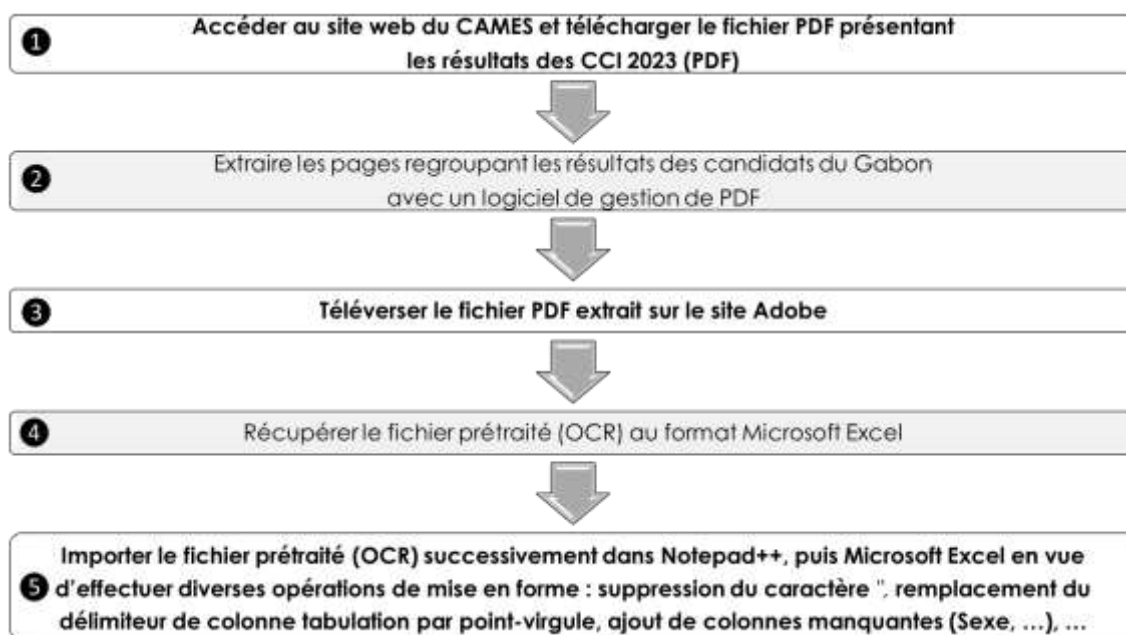 ❶ Accéder au site web du CAMES et télécharger le fichier PDF présentant
les résultats des CCI 2023 (PDF)
❷ Extraire les pages regroupant les résultats des candidats du Gabon
avec un logiciel de gestion de PDF
❸ Téléverser le fichier PDF extrait sur le site Adobe
❹ Récupérer le fichier prétraité (OCR) au format Microsoft Excel
Importer le fichier prétraité (OCR) successivement dans Notepad++, puis Microsoft Excel en vue
❺ d'effectuer diverses opérations de mise en forme : suppression du caractère ", remplacement du
délimiteur de colonne tabulation par point-virgule, ajout de colonnes manquantes (Sexe, ...), ...